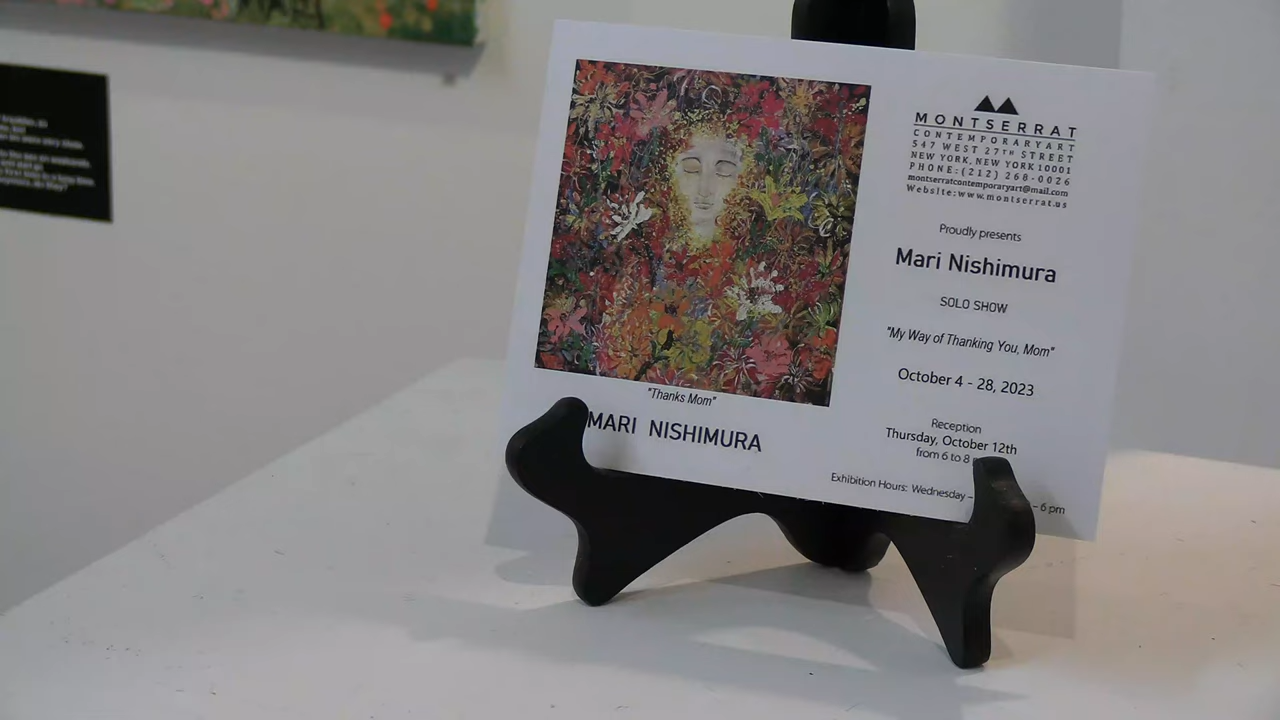 MONTSERRAT
CONTEMPORARYART
547 WEST 27TH STREET
NEW YORK, NEW YORK 10001
PHONE:(212) 268-0026
montserratcontemporaryart@mail.com
Website:www.montserrat.us
Proudly presents
Mari Nishimura
SOLO SHOW
"My Way of Thanking You, Mom"
October 4 - 28, 2023
Reception
Thursday, October 12th
from 6 to 8
Exhibition Hours: Wednesday – – 6 pm
"Thanks Mom"
MARI NISHIMURA